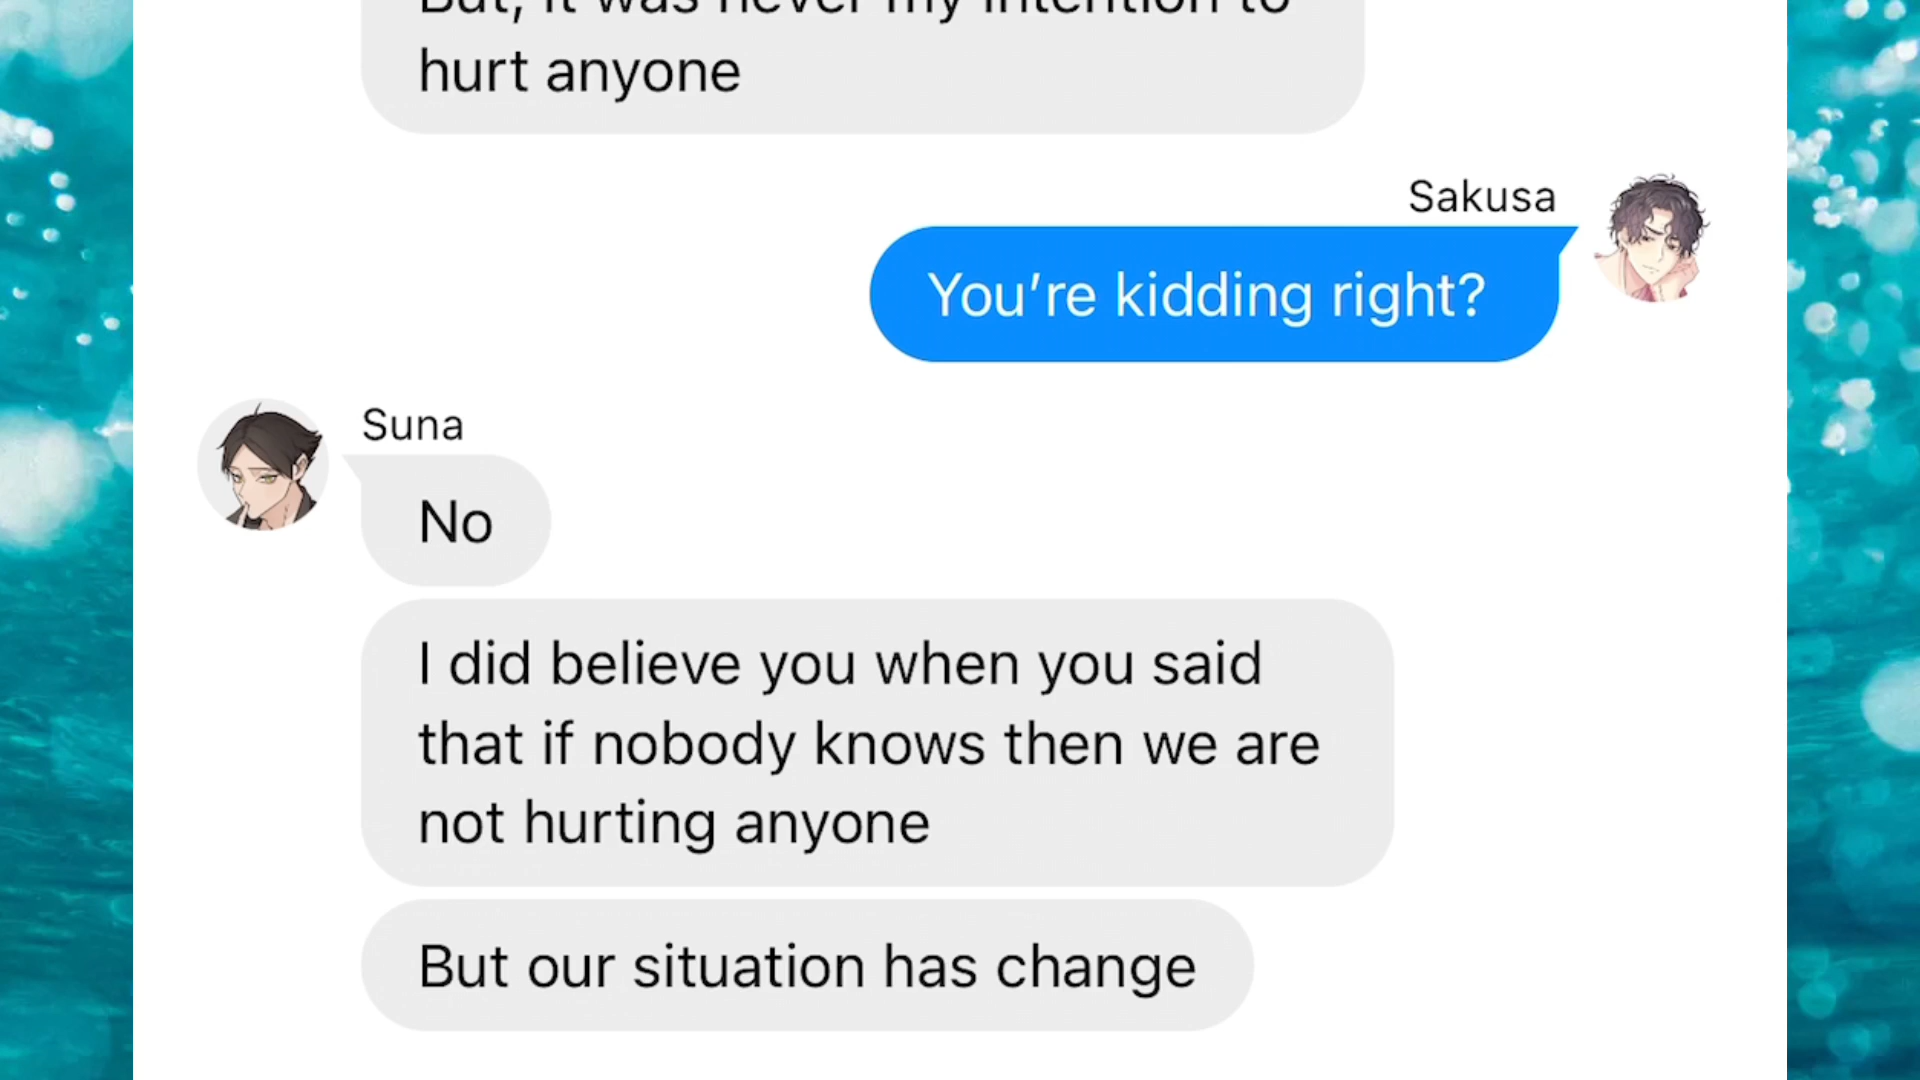 But, it was never my intention to
hurt anyone
Sakusa
You’re kidding right?
Suna
No
I did believe you when you said
that if nobody knows then we are
not hurting anyone
But our situation has change